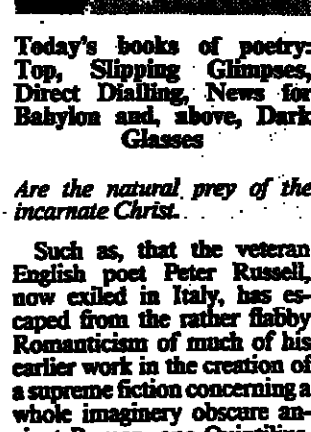 Today's books of poetry:
Top, Slipping Glimpses,
Direct Dialling, News for
Babylon and, above, Dark
Glasses
Are the natural prey of the
incarnate Christ.
Such as, that the veteran
English poet Peter Russell,
now exiled in Italy, has es-
caped from the rather flabby
Romanticism of much of his
earlier work in the creation of
a supreme fiction concerning a
whole imaginery obscure an-